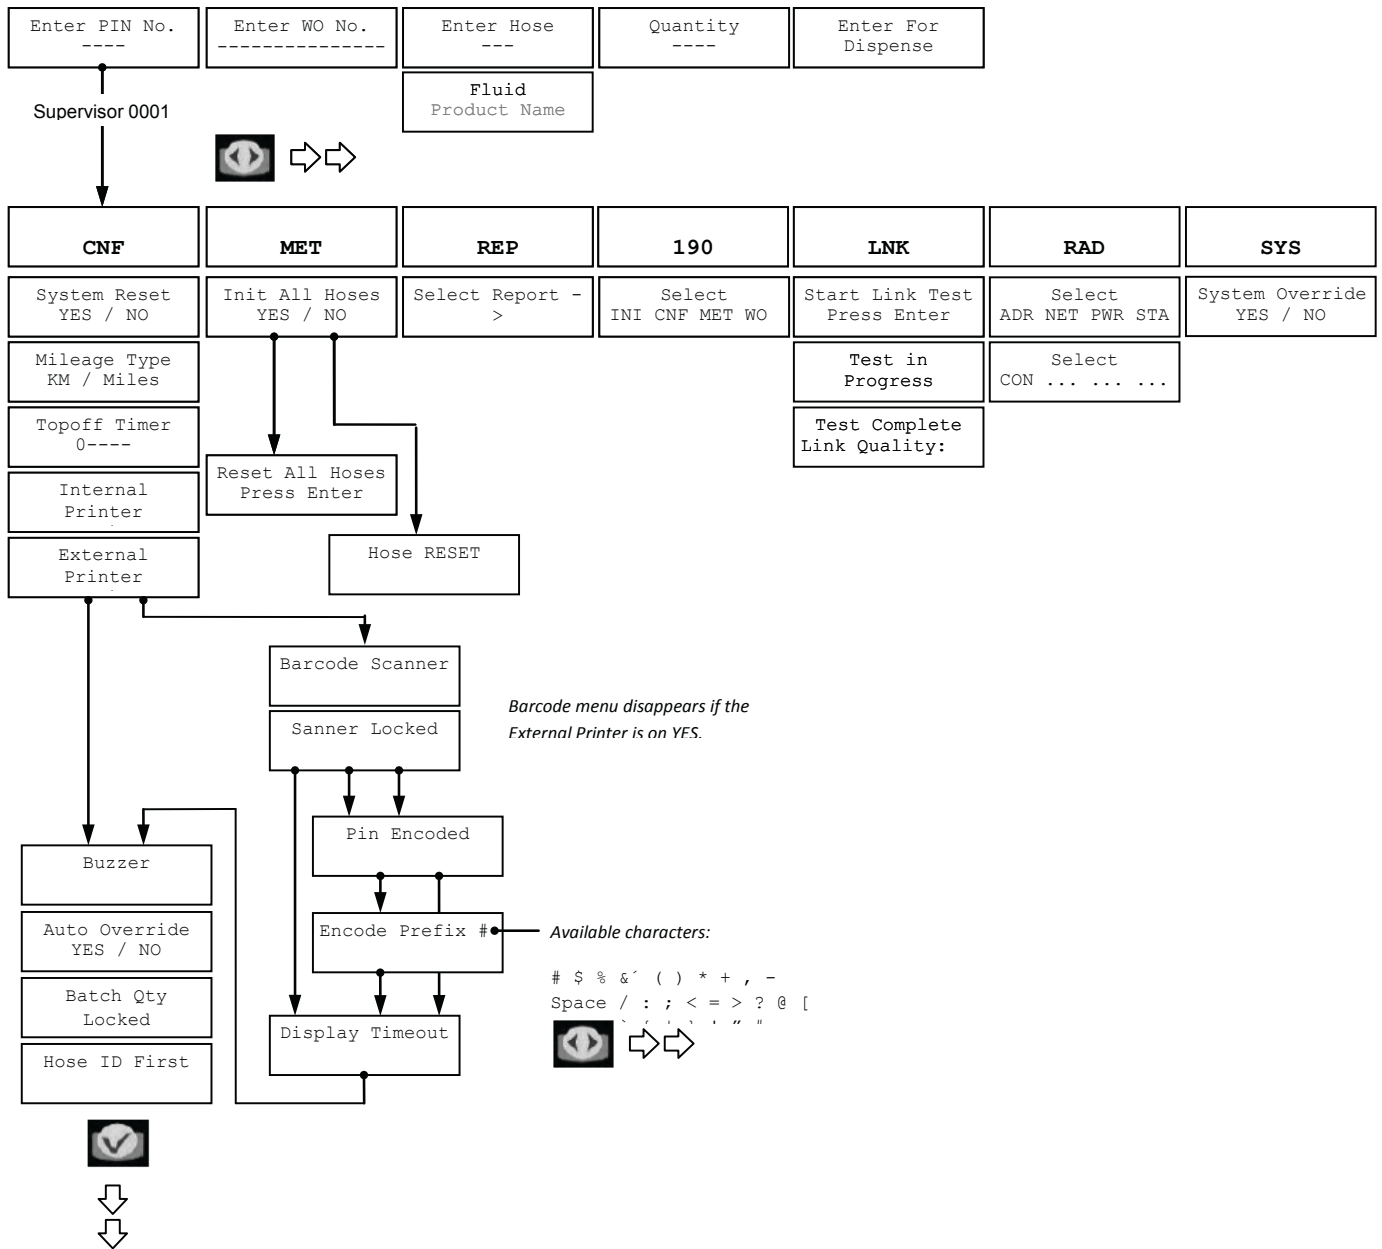 Enter PIN No.
----
Enter WO No.
---------------
Enter Hose
---
Quantity
----
Enter For
Dispense
Fluid
Product Name
Supervisor 0001
CNF
MET
REP
190
LNK
RAD
SYS
System Reset
YES / NO
Init All Hoses
YES / NO
Select Report -
>
Select
INI CNF MET WO
Start Link Test
Press Enter
Select
ADR NET PWR STA
System Override
YES / NO
Mileage Type
KM / Miles
Test in
Progress
Select
CON ... ... ...
Topoff Timer
0----
Test Complete
Link Quality:
Reset All Hoses
Press Enter
Internal
Printer
Hose RESET
External
Printer
Barcode Scanner
Sanner Locked
Barcode menu disappears if the
External Printer is on YES.
Pin Encoded
Buzzer
Encode Prefix #
Available characters:
Auto Override
YES / NO
# $ % &´ ( ) * + , -
Space / : ; < = > ? @ [
Batch Qty
Locked
Display Timeout
Hose ID First